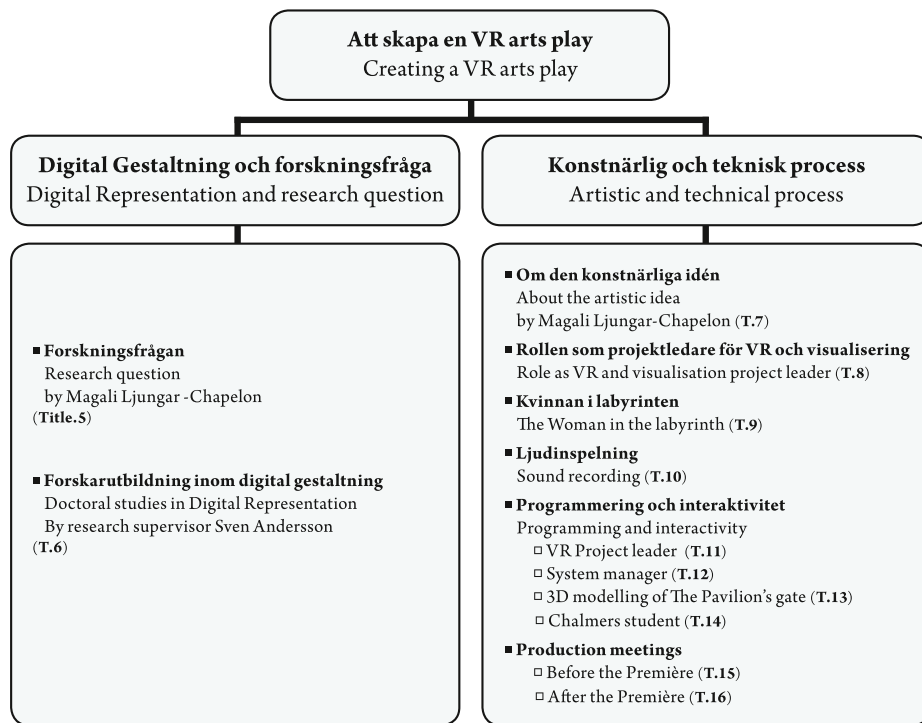 Att skapa en VR arts play
Creating a VR arts play
Digital Gestaltning och forskningsfråga
Digital Representation and research question
Konstnärlig och teknisk process
Artistic and technical process
■ Forskningsfrågan
Research question
by Magali Ljungar -Chapelon
(Title.5)
■ Forskarutbildning inom digital gestaltning
Doctoral studies in Digital Representation
By research supervisor Sven Andersson
(T.6)
■ Om den konstnärliga idén
About the artistic idea
by Magali Ljungar-Chapelon (T.7)
■ Rollen som projektledare för VR och visualisering
Role as VR and visualisation project leader (T.8)
■ Kvinnan i labyrinten
The Woman in the labyrinth (T.9)
■ Ljudinspelning
Sound recording (T.10)
■ Programmering och interaktivitet
Programming and interactivity
□ VR Project leader (T.11)
□ System manager (T.12)
□ 3D modelling of The Pavilion's gate (T.13)
□ Chalmers student (T.14)
■ Production meetings
□ Before the Première (T.15)
□ After the Première (T.16)